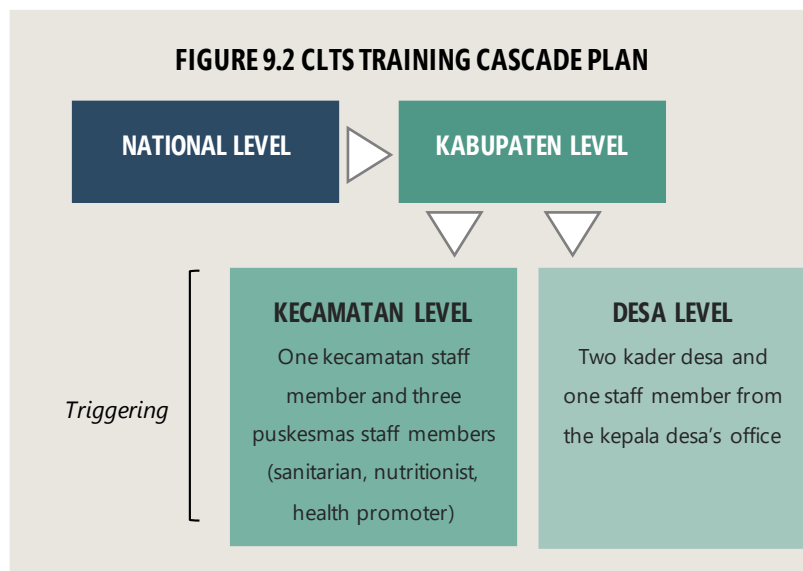 FIGURE 9.2 CLTS TRAINING CASCADE PLAN
NATIONAL LEVEL
KABUPATEN LEVEL
Triggering
KECAMATAN LEVEL
One kecamatan staff
member and three
puskesmas staff members
(sanitarian, nutritionist,
health promoter)
DESA LEVEL
Two kader desa and
one staff member from
the kepala desa's office